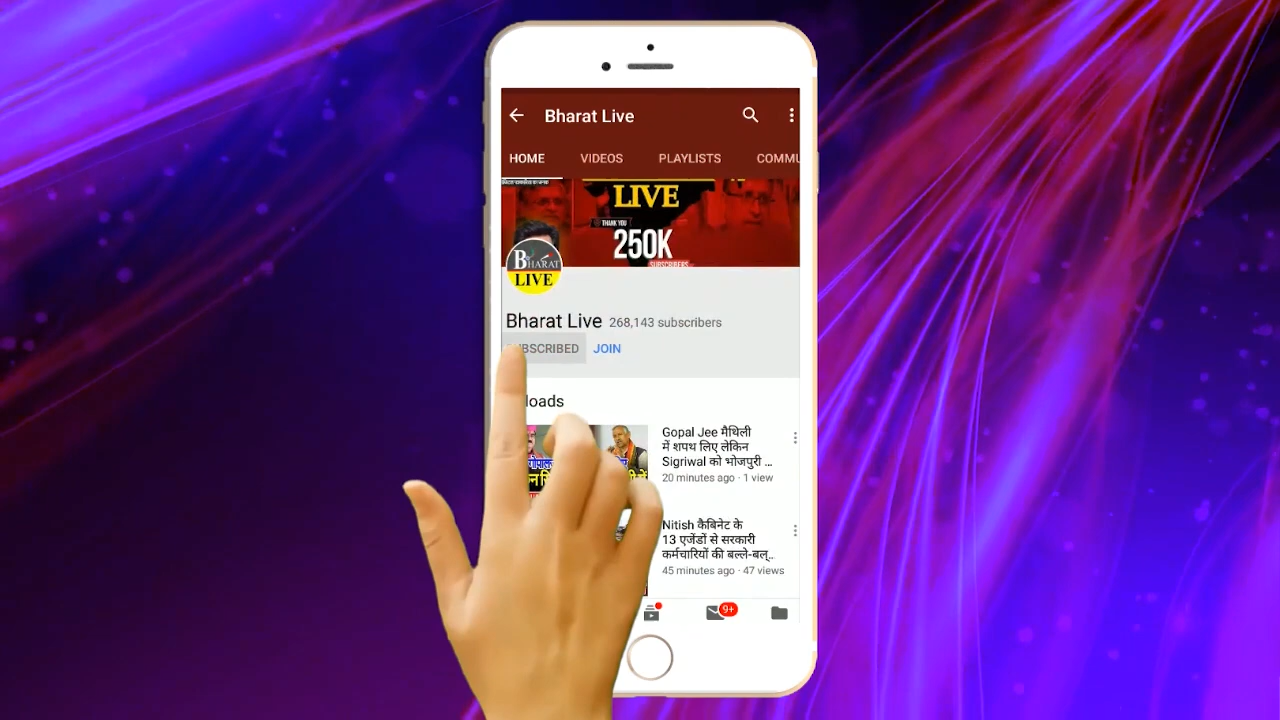 Bharat Live
HOME VIDEOS PLAYLISTS COMMU
LIVE
THANK YOU
250K
SUBSCRIBERS
BHARAT
LIVE
Bharat Live 268,143 subscribers
UBSCRIBED JOIN
loads
Gopal Jee मैथिली
में शपथ लिए लेकिन
Sigriwal को भोजपुरी ...
20 minutes ago · 1 view
Nitish कैबिनेट के
13 एजेंडों से सरकारी
कर्मचारियों की बल्ले-बल्..
45 minutes ago · 47 views
9+